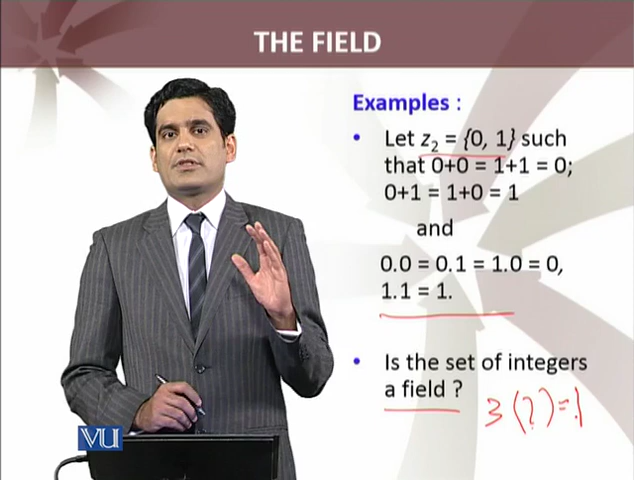 THE FIELD
Examples :
• Let z₂ = {0, 1} such
that 0+0 = 1+1 = 0;
0+1 = 1+0 = 1
and
0.0 = 0.1 = 1.0 = 0,
1.1 = 1.
• Is the set of integers
a field ?
3 (?) = 1
VU